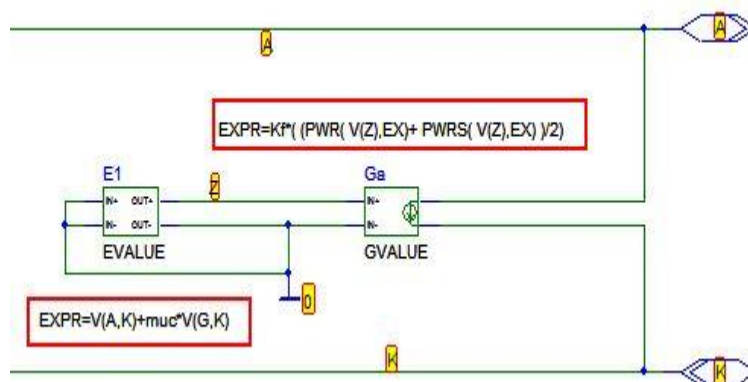 A
A
EXPR=Kf*( (PWR( V(Z),EX)+ PWRS( V(Z),EX) )/2)
E1
Z
Ga
IN+ OUT+
IN- OUT-
IN+
IN-
EVALUE
GVALUE
0
EXPR=V(A,K)+muc*V(G,K)
K
K